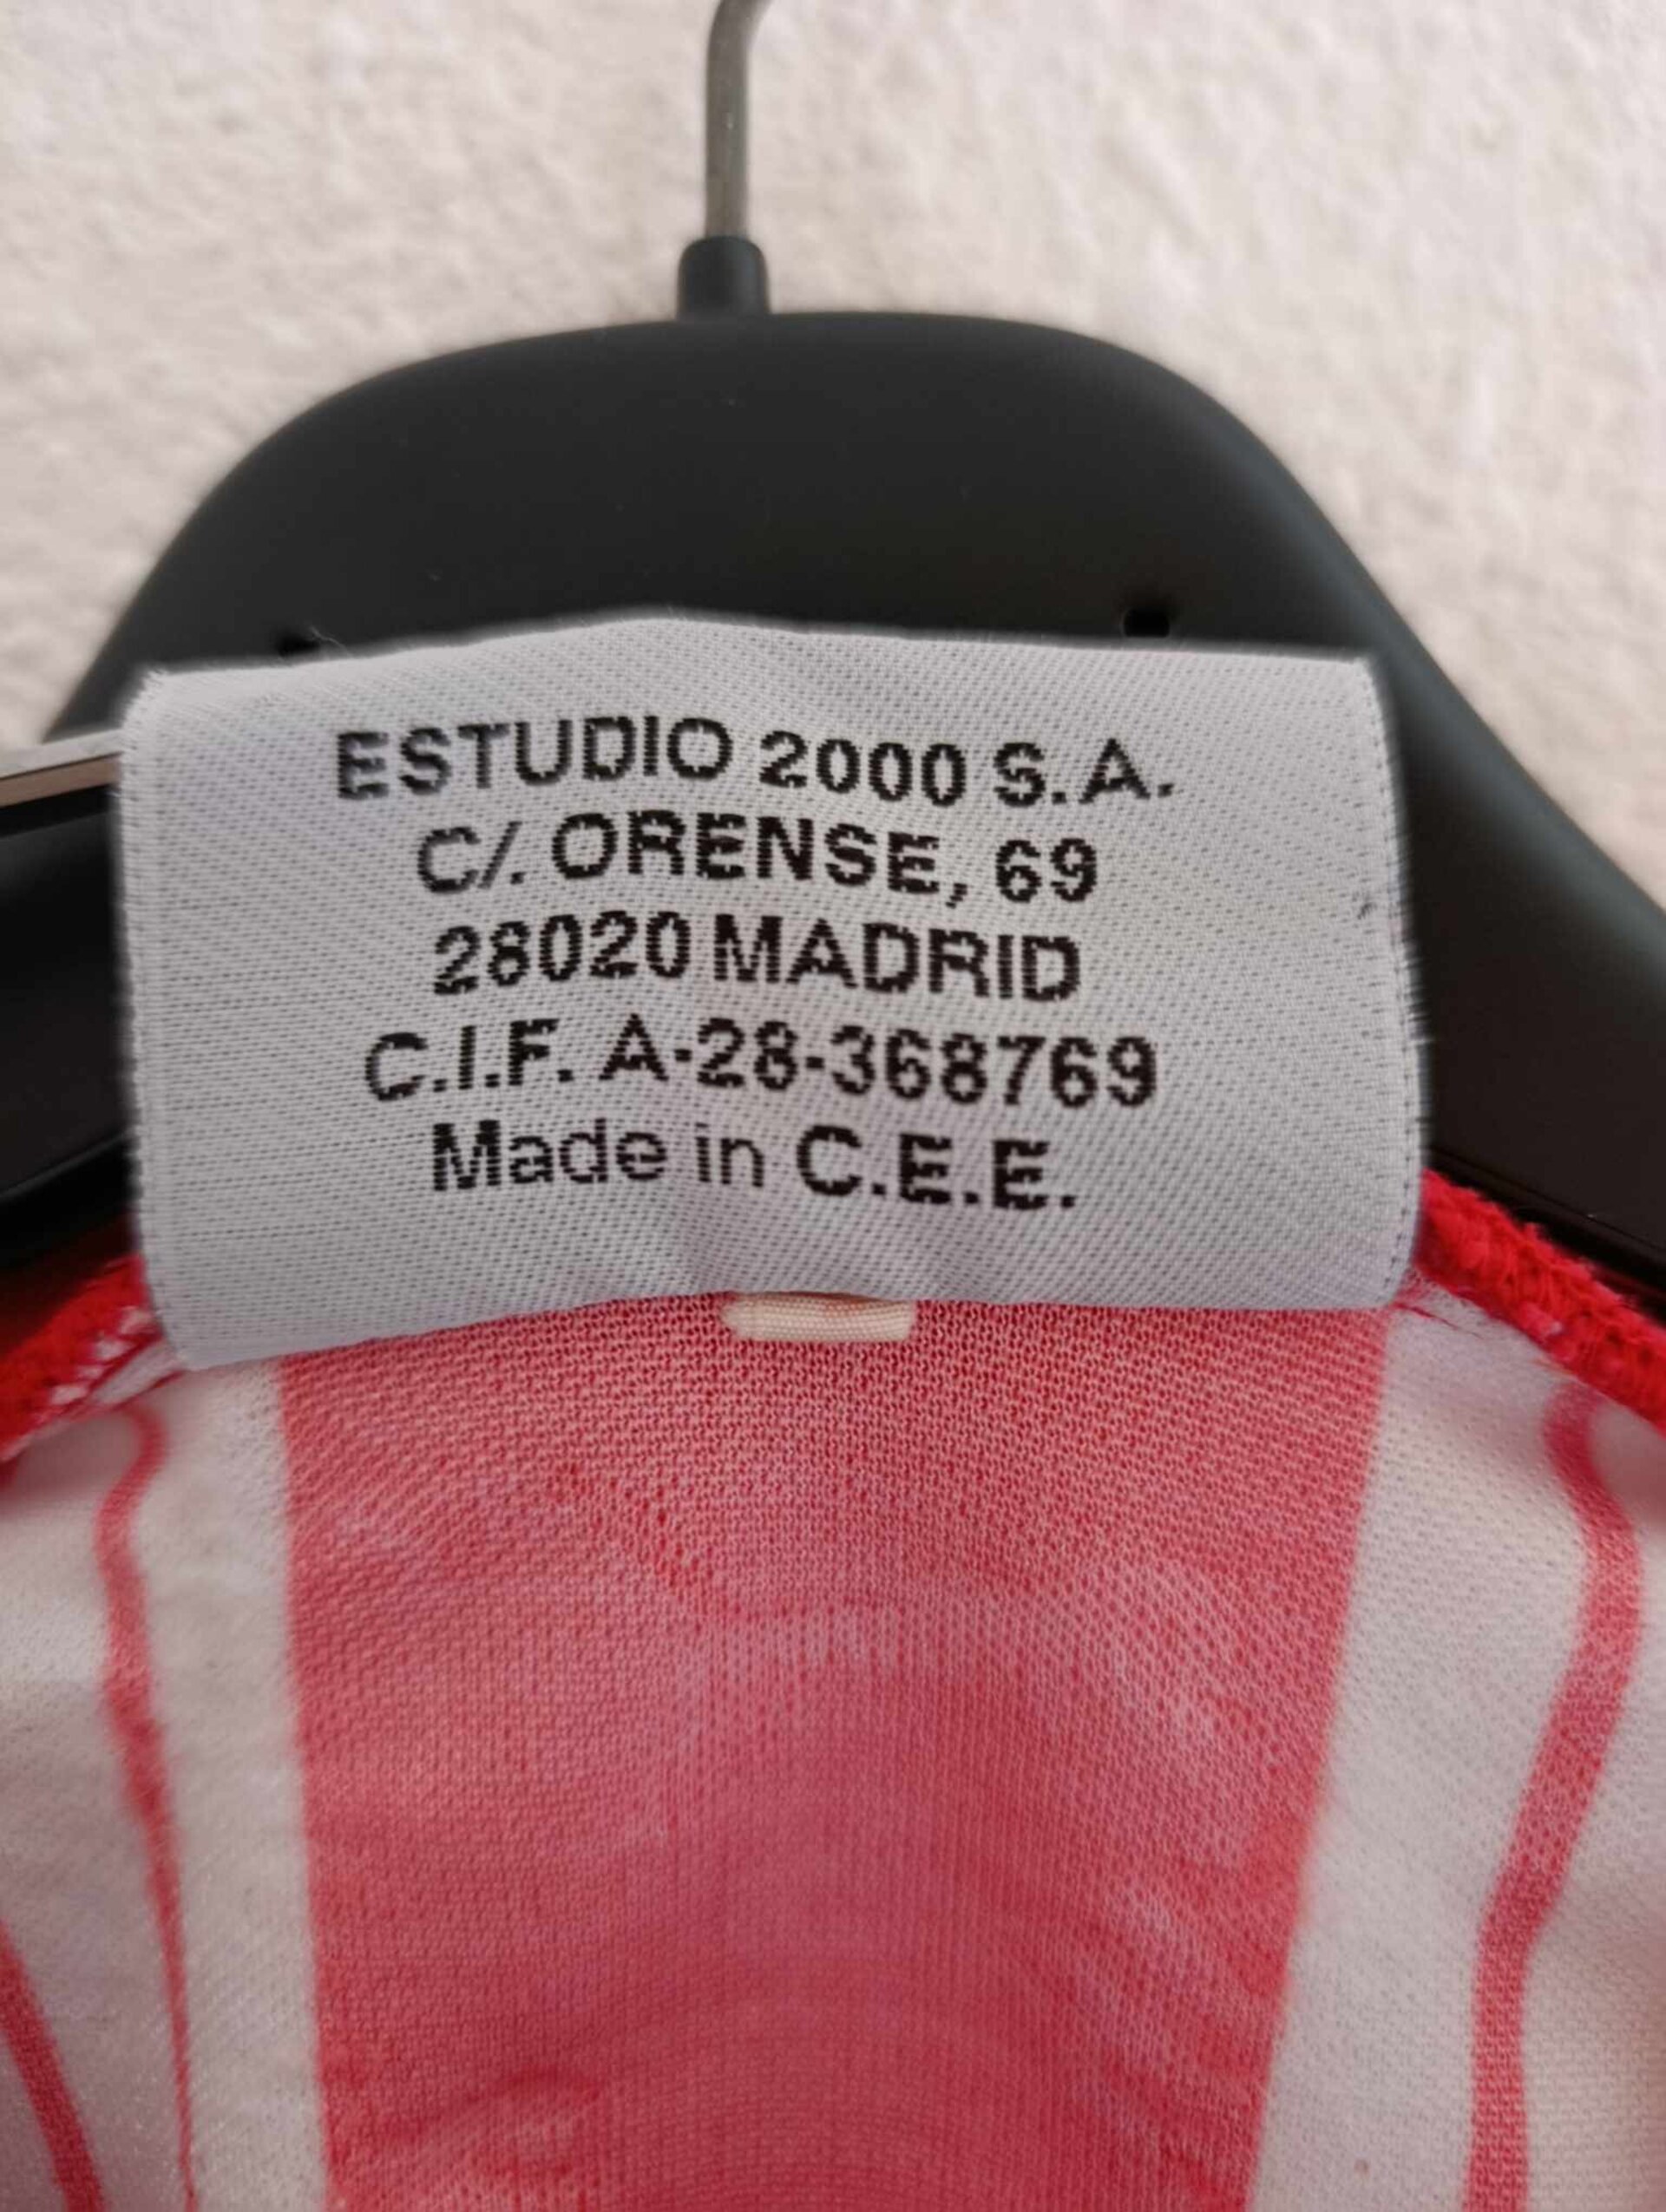 ESTUDIO 2000 S.A.
C/. ORENSE, 69
28020 MADRID
C.I.F. A-28-368769
Made in C.E.E.